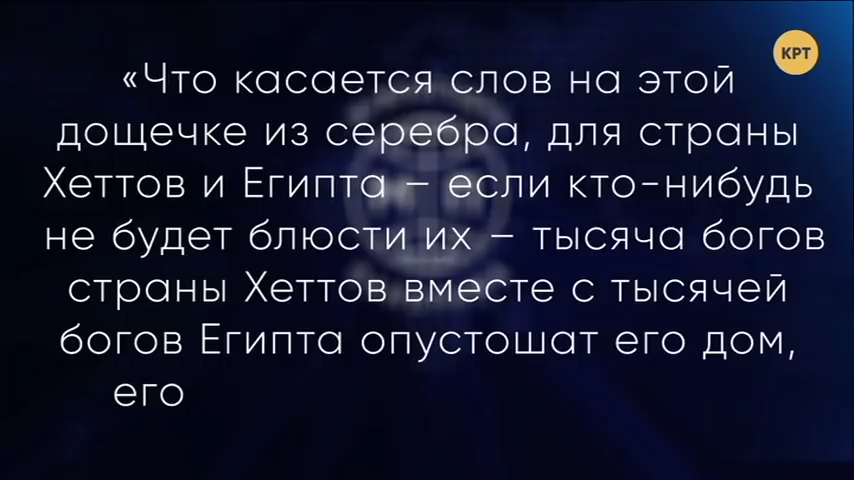 КРТ
«Что касается слов на этой
дощечке из серебра, для страны
Хеттов и Египта – если кто-нибудь
не будет блюсти их – тысяча богов
страны Хеттов вместе с тысячей
богов Египта опустошат его дом,
его